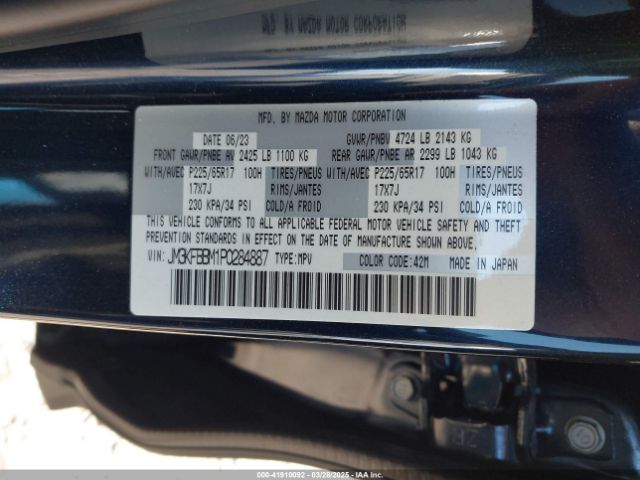 MFD. BY MAZDA MOTOR CORPORATION
DATE 06/23 GVWR/PNBV 4724 LB 2143 KG
FRONT GAWR/PNBE AV 2425 LB 1100 KG REAR GAWR/PNBE AR 2299 LB 1043 KG
WITH/AVEC P225/65R17 100H TIRES/PNEUS WITH/AVEC P225/65R17 100H TIRES/PNEUS
17X7J RIMS/JANTES 17X7J RIMS/JANTES
230 KPA/34 PSI COLD/A FROID 230 KPA/34 PSI COLD/A FROID
THIS VEHICLE CONFORMS TO ALL APPLICABLE FEDERAL MOTOR VEHICLE SAFETY AND THEFT
PREVENTION STANDARDS IN EFFECT ON THE DATE OF MANUFACTURE SHOWN ABOVE.
VIN: JM3KFBBM1P0284887 TYPE:MPV COLOR CODE:42M MADE IN JAPAN
000-41910092 - 03/28/2025 - IAA Inc.